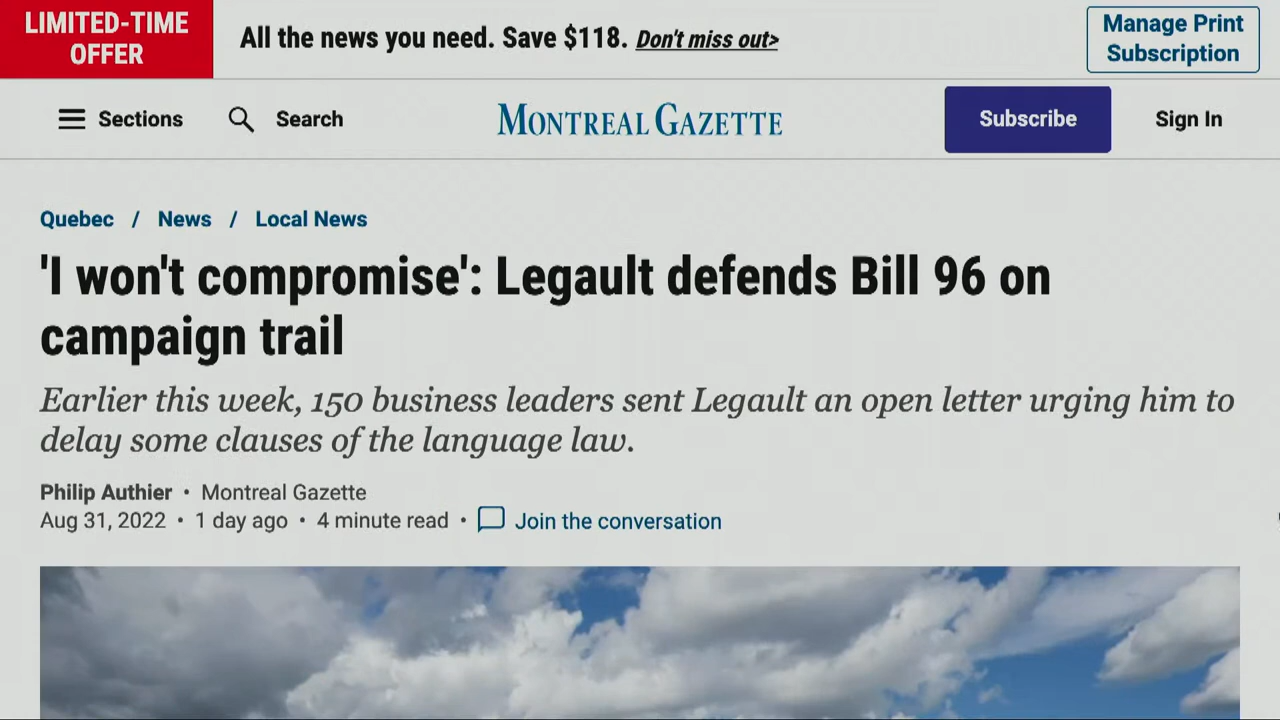 LIMITED-TIME
OFFER
All the news you need. Save $118. Don't miss out>
Manage Print
Subscription
Sections
Search
MONTREAL GAZETTE
Subscribe
Sign In
Quebec / News / Local News
'I won't compromise': Legault defends Bill 96 on
campaign trail
Earlier this week, 150 business leaders sent Legault an open letter urging him to
delay some clauses of the language law.
Philip Authier • Montreal Gazette
Aug 31, 2022 • 1 day ago • 4 minute read • Join the conversation